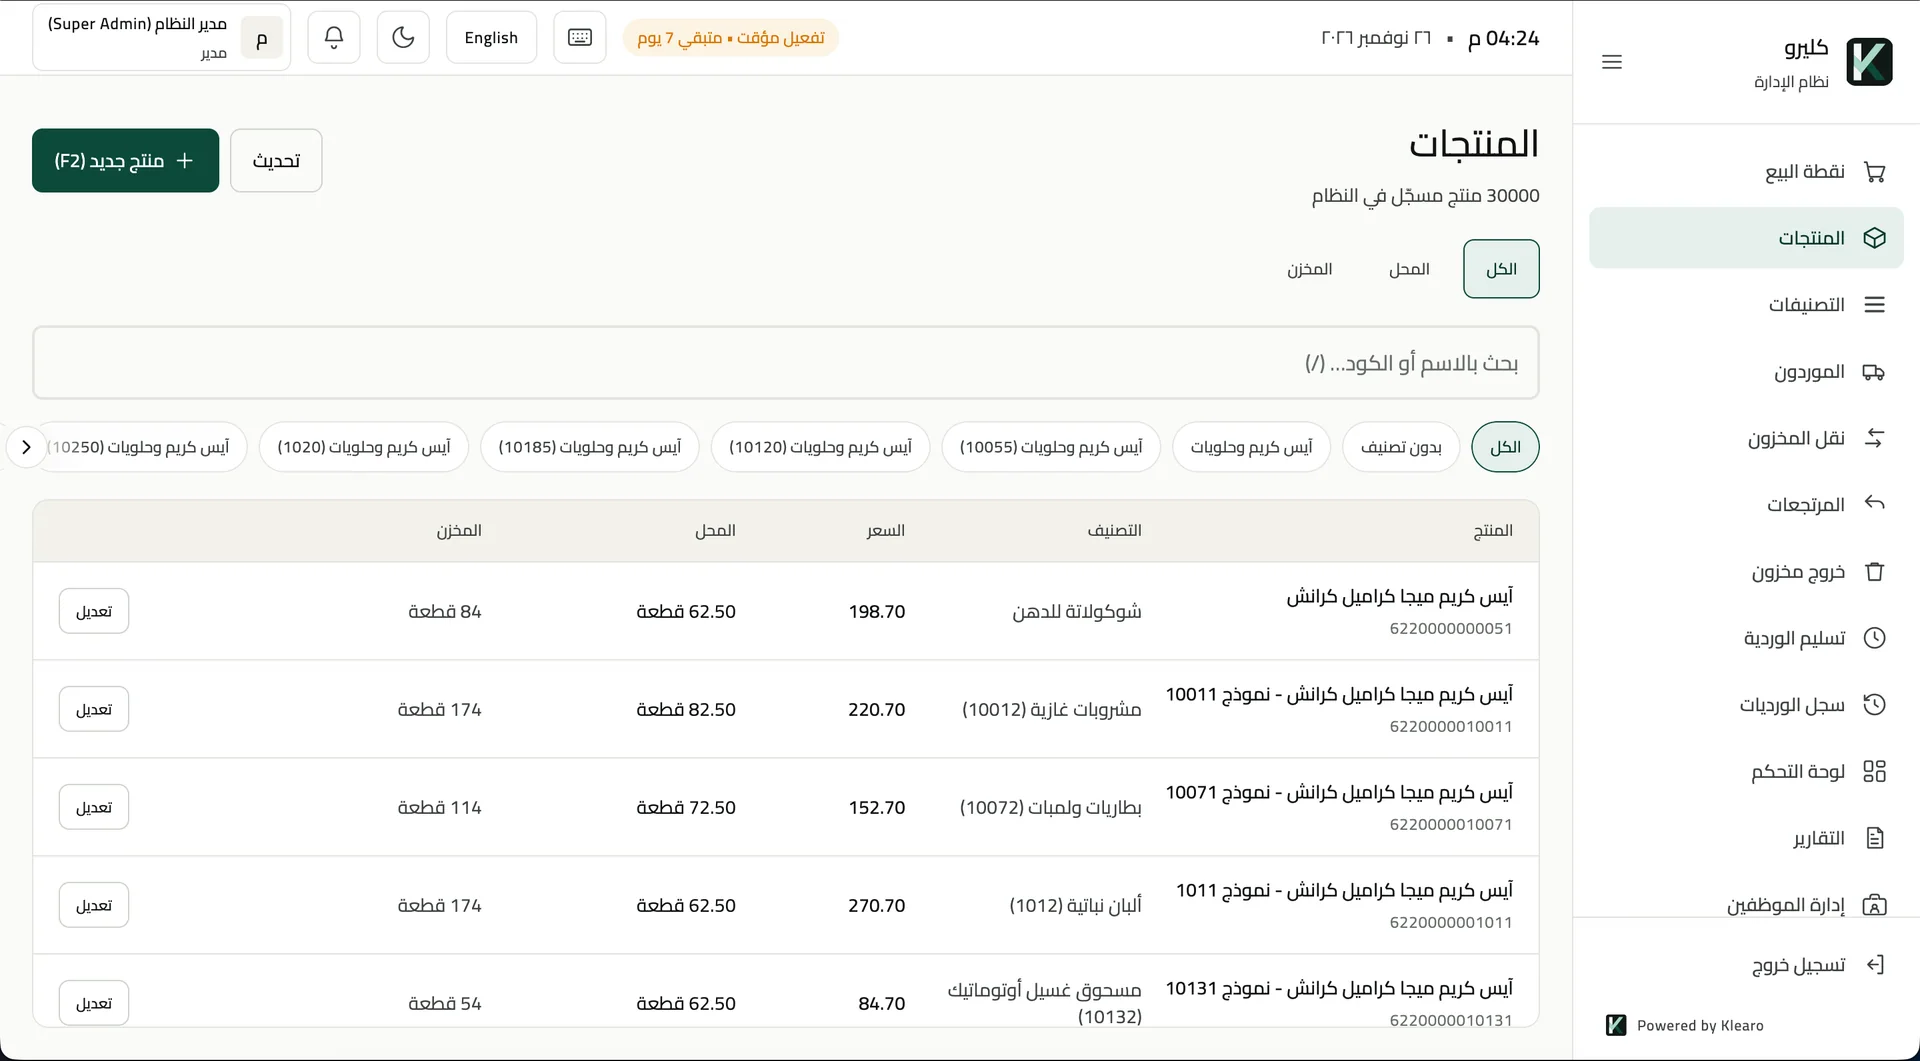 كليرو
نظام الإدارة
نقطة البيع
المنتجات
التصنيفات
الموردون
نقل المخزون
المرتجعات
خروج مخزون
تسليم الوردية
سجل الورديات
لوحة التحكم
التقارير
إدارة الموظفين
تسجيل خروج
Powered by Klearo
04:24 م ▪ ٢٦ نوفمبر ٢٠٢٦
تفعيل مؤقت ▪ متبقي 7 يوم
English
م
مدير النظام (Super Admin)
مدير
المنتجات
30000 منتج مسجّل في النظام
تحديث
منتج جديد (F2)
الكل
المحل
المخزن
بحث بالاسم أو الكود... (/)
الكل
بدون تصنيف
آيس كريم وحلويات
آيس كريم وحلويات (10055)
آيس كريم وحلويات (10120)
آيس كريم وحلويات (10185)
آيس كريم وحلويات (1020)
آيس كريم وحلويات (10250
المنتج التصنيف السعر المحل المخزن
آيس كريم ميجا كراميل كرانش
6220000000051
شوكولاتة للدهن 198.70 62.50 قطعة 84 قطعة تعديل
آيس كريم ميجا كراميل كرانش - نموذج 10011
6220000010011
مشروبات غازية (10012) 220.70 82.50 قطعة 174 قطعة تعديل
آيس كريم ميجا كراميل كرانش - نموذج 10071
6220000010071
بطاريات ولمبات (10072) 152.70 72.50 قطعة 114 قطعة تعديل
آيس كريم ميجا كراميل كرانش - نموذج 1011
6220000001011
ألبان نباتية (1012) 270.70 62.50 قطعة 174 قطعة تعديل
آيس كريم ميجا كراميل كرانش - نموذج 10131
6220000010131
مسحوق غسيل أوتوماتيك
(10132)
84.70 62.50 قطعة 54 قطعة تعديل